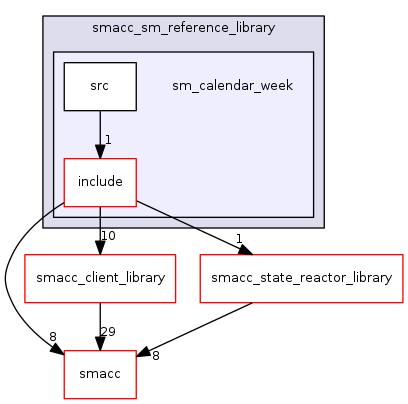 smacc_sm_reference_library
src
sm_calendar_week
1
include
10
1
smacc_client_library
smacc_state_reactor_library
8
29
8
smacc